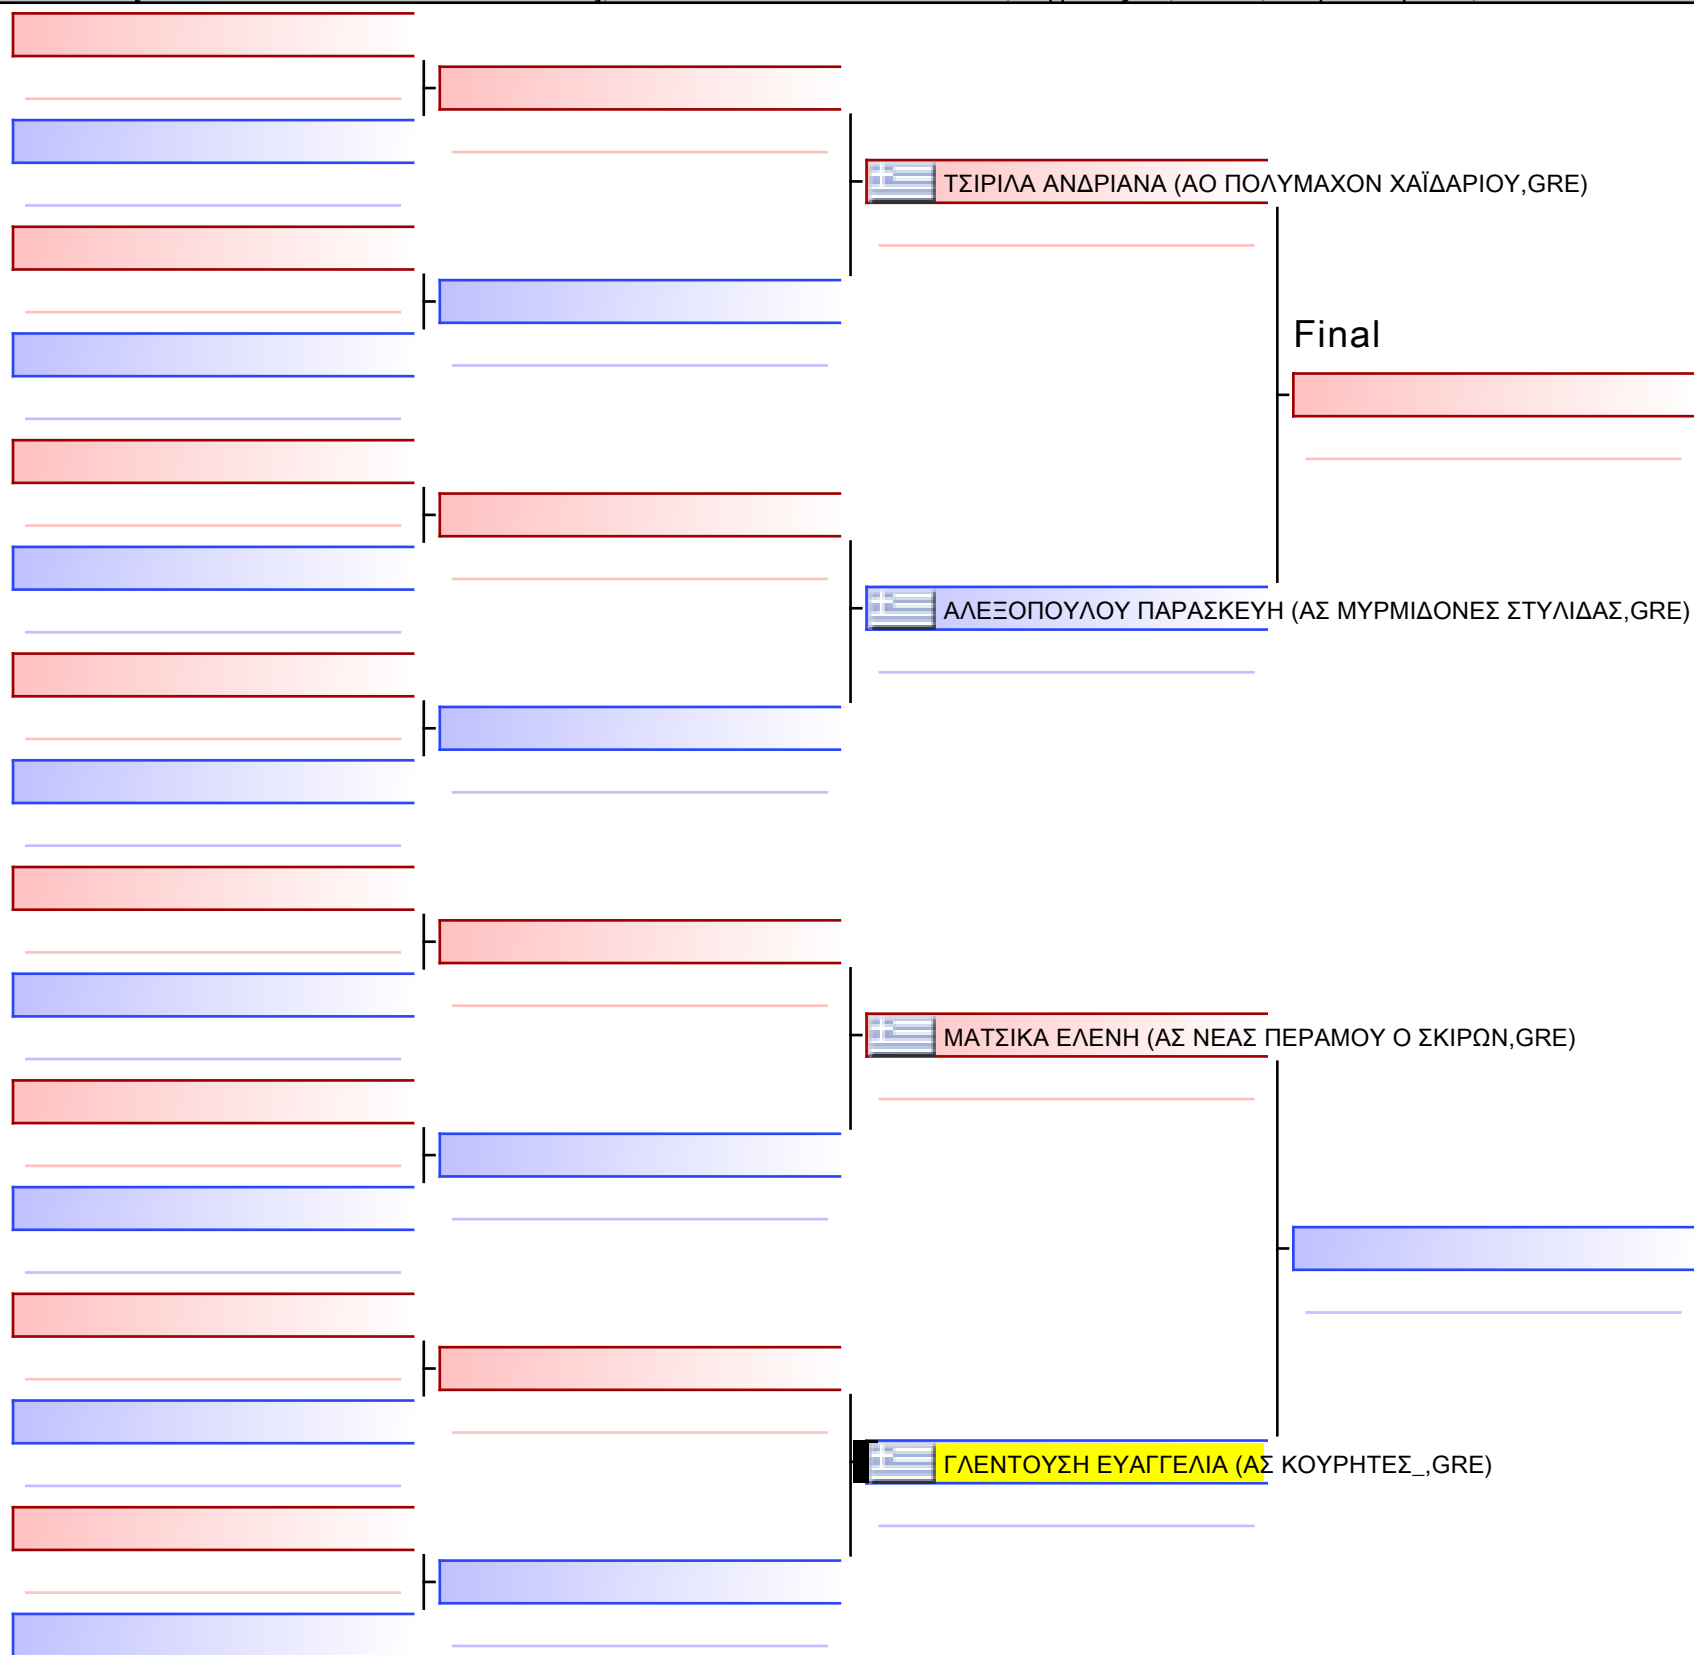 ΤΣΙΡΙΛΑ ΑΝΔΡΙΑΝΑ (ΑΟ ΠΟΛΥΜΑΧΟΝ ΧΑΪΔΑΡΙΟΥ,GRE)
Final
ΑΛΕΞΟΠΟΥΛΟΥ ΠΑΡΑΣΚΕΥΗ (ΑΣ ΜΥΡΜΙΔΟΝΕΣ ΣΤΥΛΙΔΑΣ,GRE)
ΜΑΤΣΙΚΑ ΕΛΕΝΗ (ΑΣ ΝΕΑΣ ΠΕΡΑΜΟΥ Ο ΣΚΙΡΩΝ,GRE)
ΓΛΕΝΤΟΥΣΗ ΕΥΑΓΓΕΛΙΑ (ΑΣ ΚΟΥΡΗΤΕΣ_,GRE)